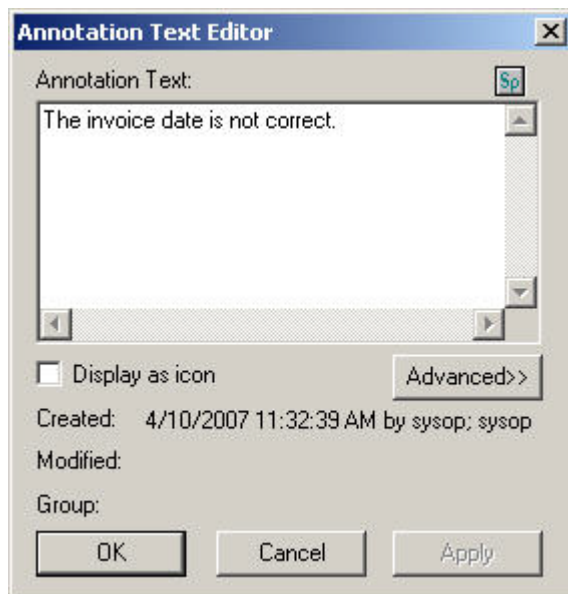 Annotation Text Editor
Annotation Text:
Sp
The invoice date is not correct.
Display as icon
Advanced>>
Created: 4/10/2007 11:32:39 AM by sysop; sysop
Modified:
Group:
OK Cancel Apply